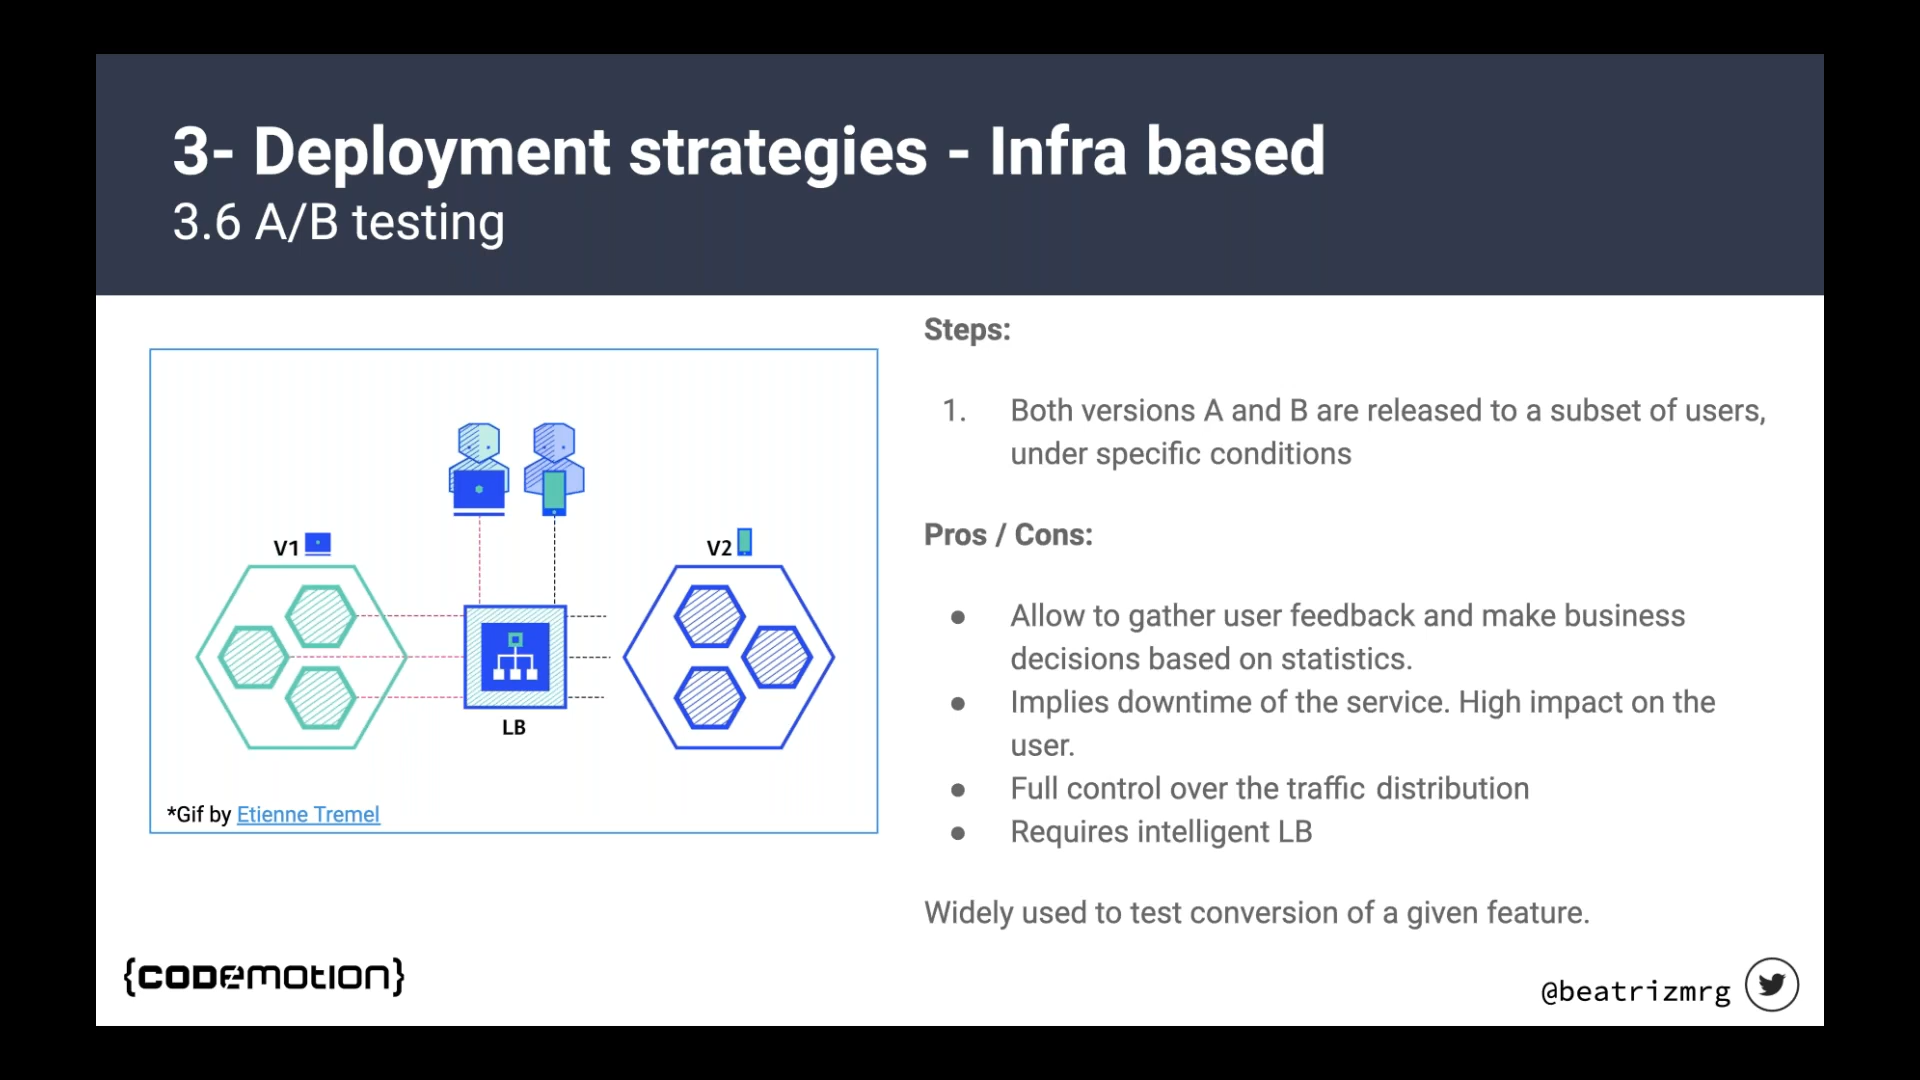 3- Deployment strategies - Infra based
3.6 A/B testing
V1
V2
LB
*Gif by Etienne Tremel
Steps:
1. Both versions A and B are released to a subset of users,
under specific conditions
Pros / Cons:
● Allow to gather user feedback and make business
decisions based on statistics.
● Implies downtime of the service. High impact on the
user.
● Full control over the traffic distribution
● Requires intelligent LB
Widely used to test conversion of a given feature.
{CODEMOTION}
@beatrizmrg